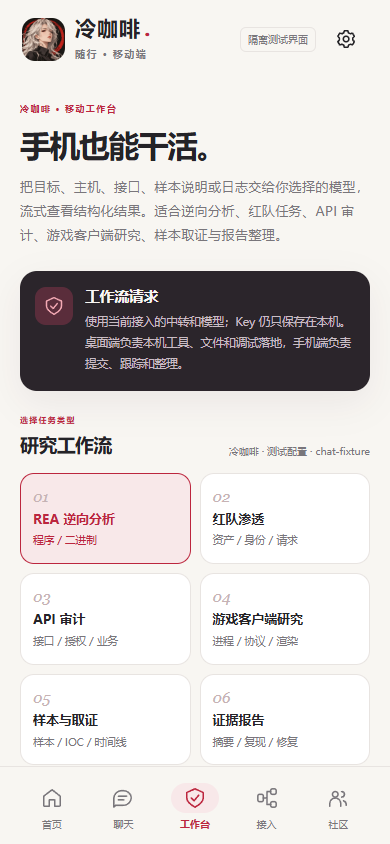 冷咖啡.
随行 • 移动端
隔离测试界面
冷咖啡 • 移动工作台
手机也能干活。
把目标、主机、接口、样本说明或日志交给你选择的模型，
流式查看结构化结果。适合逆向分析、红队任务、API 审
计、游戏客户端研究、样本取证与报告整理。
工作流请求
使用当前接入的中转和模型；Key 仍只保存在本机。
桌面端负责本机工具、文件和调试落地，手机端负责
提交、跟踪和整理。
选择任务类型
研究工作流
冷咖啡 · 测试配置 · chat-fixture
01
REA 逆向分析
程序 / 二进制
02
红队渗透
资产 / 身份 / 请求
03
API 审计
接口 / 授权 / 业务
04
游戏客户端研究
进程 / 协议 / 渲染
05
样本与取证
样本 / IOC / 时间线
06
证据报告
摘要 / 复现 / 修复
首页
聊天
工作台
接入
社区